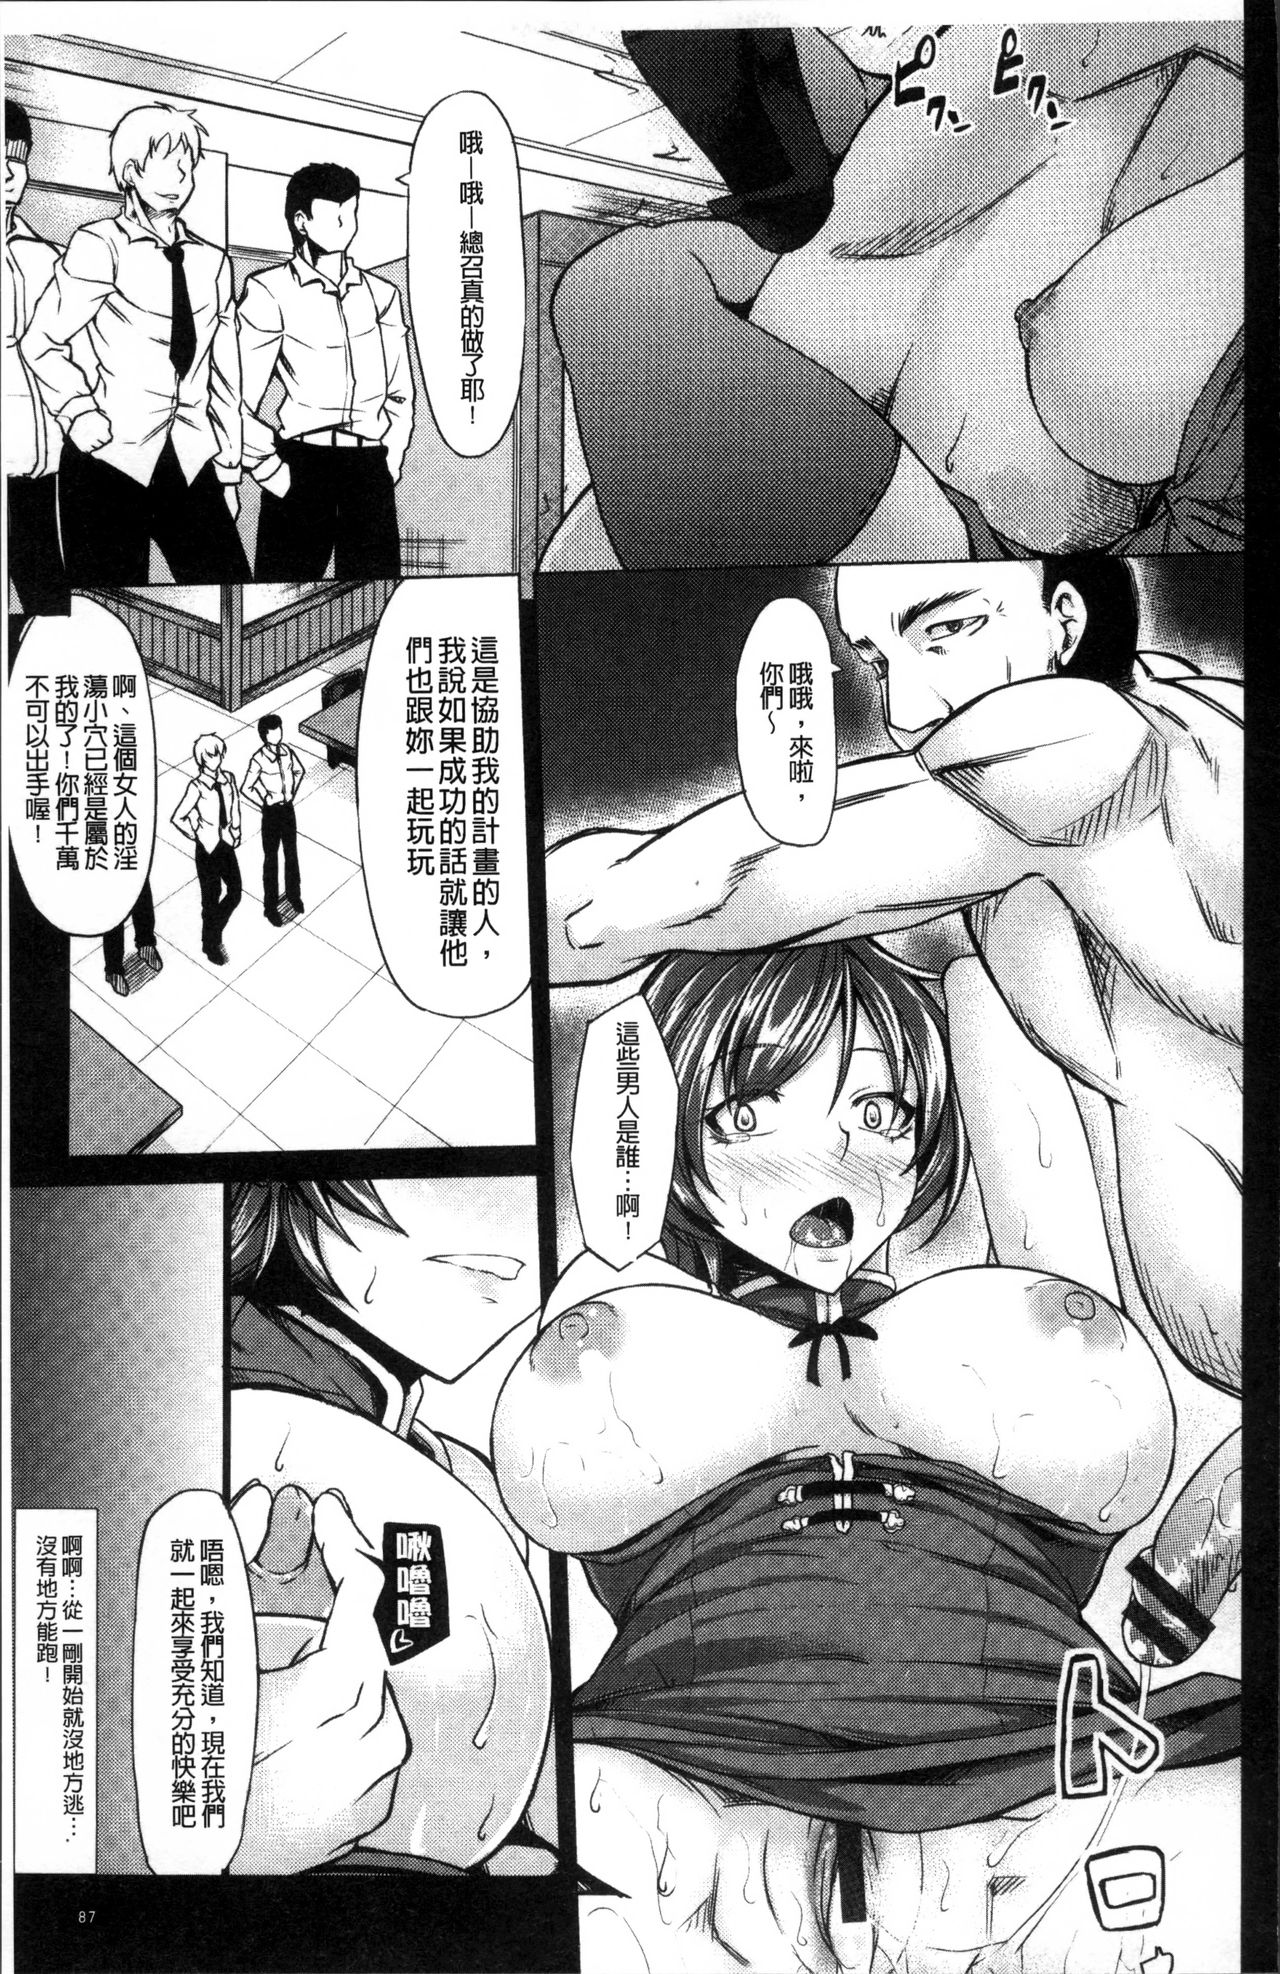 ピクン
ピクン
哦—哦—總召真的做了耶！
哦哦，來啦，
你們～
這些男人是誰…啊！
這是協助我的計畫的人，
我說如果成功的話就讓他
們也跟妳一起玩玩
啊、這個女人的淫
蕩小穴已經是屬於
我的了！你們千萬
不可以出手喔！
ト
ロ
啾嚕嚕♡
唔嗯，我們知道，現在我們
就一起來享受充分的快樂吧
啊啊…從一剛開始就沒地方逃…．
沒有地方能跑！
87